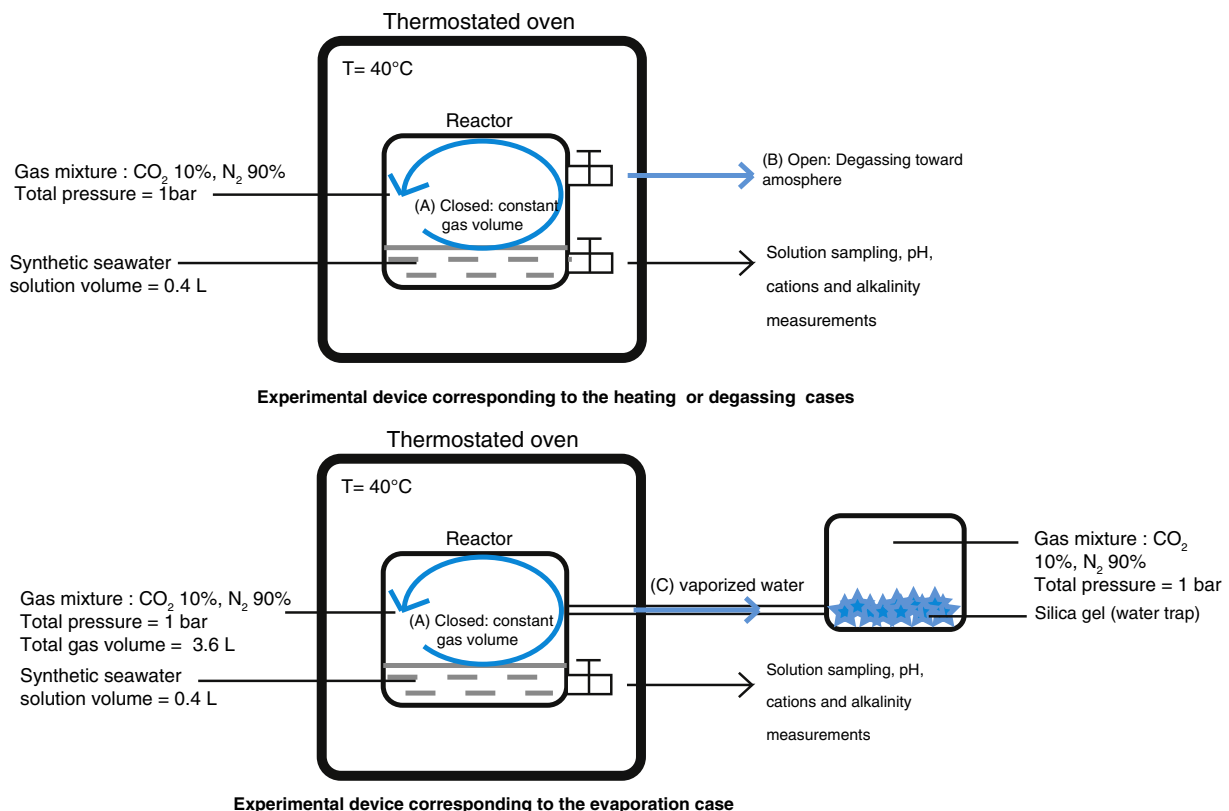 Thermostated oven
T= 40°C
Reactor
Gas mixture : CO2 10%, N2 90%
Total pressure = 1bar
(A) Closed: constant
gas volume
(B) Open: Degassing toward
amosphere
Synthetic seawater
solution volume = 0.4 L
Solution sampling, pH,
cations and alkalinity
measurements
Experimental device corresponding to the heating or degassing cases
Thermostated oven
T= 40°C
Reactor
Gas mixture : CO2 10%, N2 90%
Total pressure = 1 bar
Total gas volume = 3.6 L
(A) Closed: constant
gas volume
(C) vaporized water
Gas mixture : CO2
10%, N2 90%
Total pressure = 1 bar
Silica gel (water trap)
Synthetic seawater
solution volume = 0.4 L
Solution sampling, pH,
cations and alkalinity
measurements
Experimental device corresponding to the evaporation case